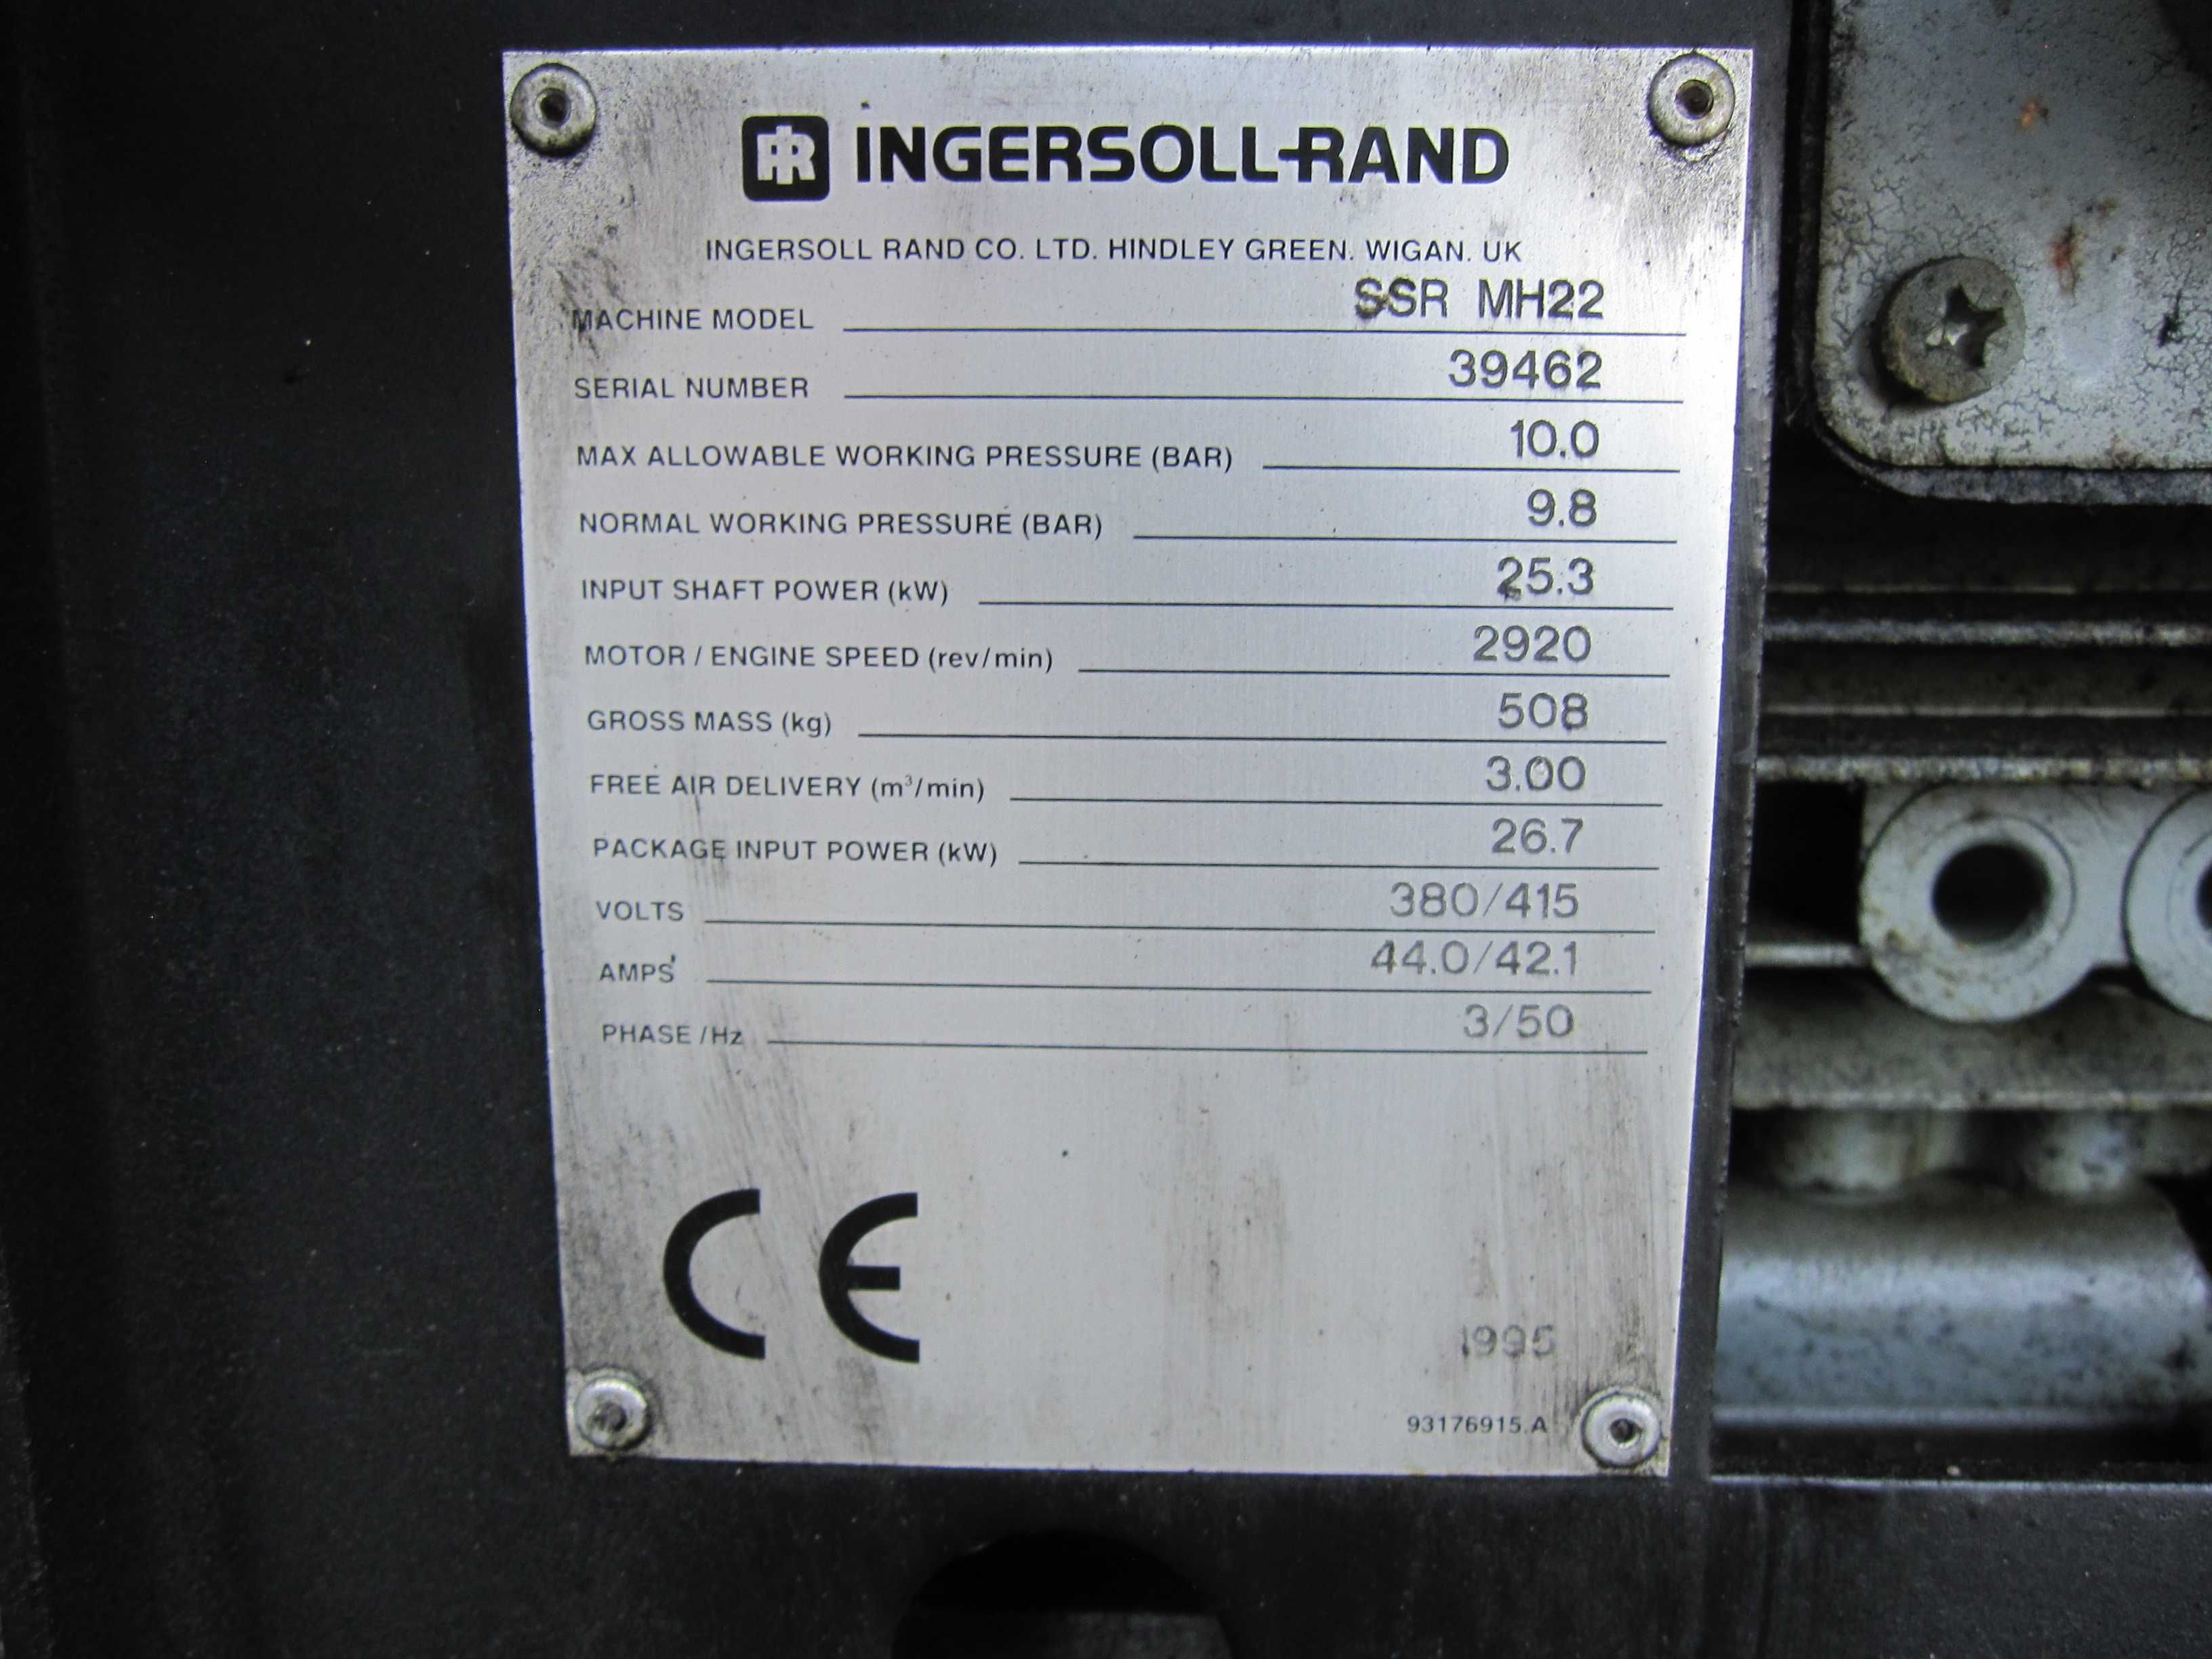 IR INGERSOLL-RAND
INGERSOLL RAND CO. LTD. HINDLEY GREEN. WIGAN. UK
MACHINE MODEL SSR MH22
SERIAL NUMBER 39462
MAX ALLOWABLE WORKING PRESSURE (BAR) 10.0
NORMAL WORKING PRESSURE (BAR) 9.8
INPUT SHAFT POWER (kW) 25.3
MOTOR / ENGINE SPEED (rev/min) 2920
GROSS MASS (kg) 508
FREE AIR DELIVERY (m³/min) 3.00
PACKAGE INPUT POWER (kW) 26.7
VOLTS 380/415
AMPS 44.0/42.1
PHASE /Hz 3/50
CE
1995
93176915.A